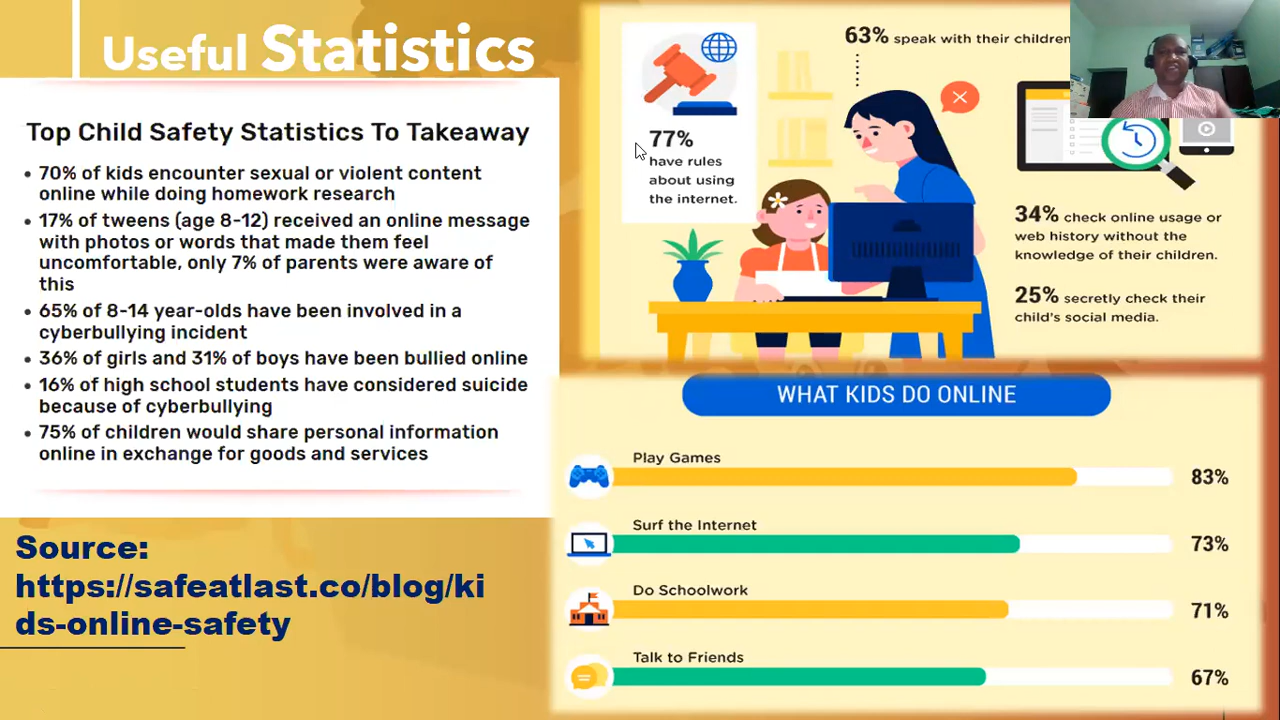 Useful Statistics
Top Child Safety Statistics To Takeaway
70% of kids encounter sexual or violent content
online while doing homework research
17% of tweens (age 8-12) received an online message
with photos or words that made them feel
uncomfortable, only 7% of parents were aware of
this
65% of 8-14 year-olds have been involved in a
cyberbullying incident
36% of girls and 31% of boys have been bullied online
16% of high school students have considered suicide
because of cyberbullying
75% of children would share personal information
online in exchange for goods and services
Source:
https://safeatlast.co/blog/ki
ds-online-safety
63% speak with their children
77%
have rules
about using
the internet.
34% check online usage or
web history without the
knowledge of their children.
25% secretly check their
child's social media.
WHAT KIDS DO ONLINE
Play Games
83%
Surf the Internet
73%
Do Schoolwork
71%
Talk to Friends
67%